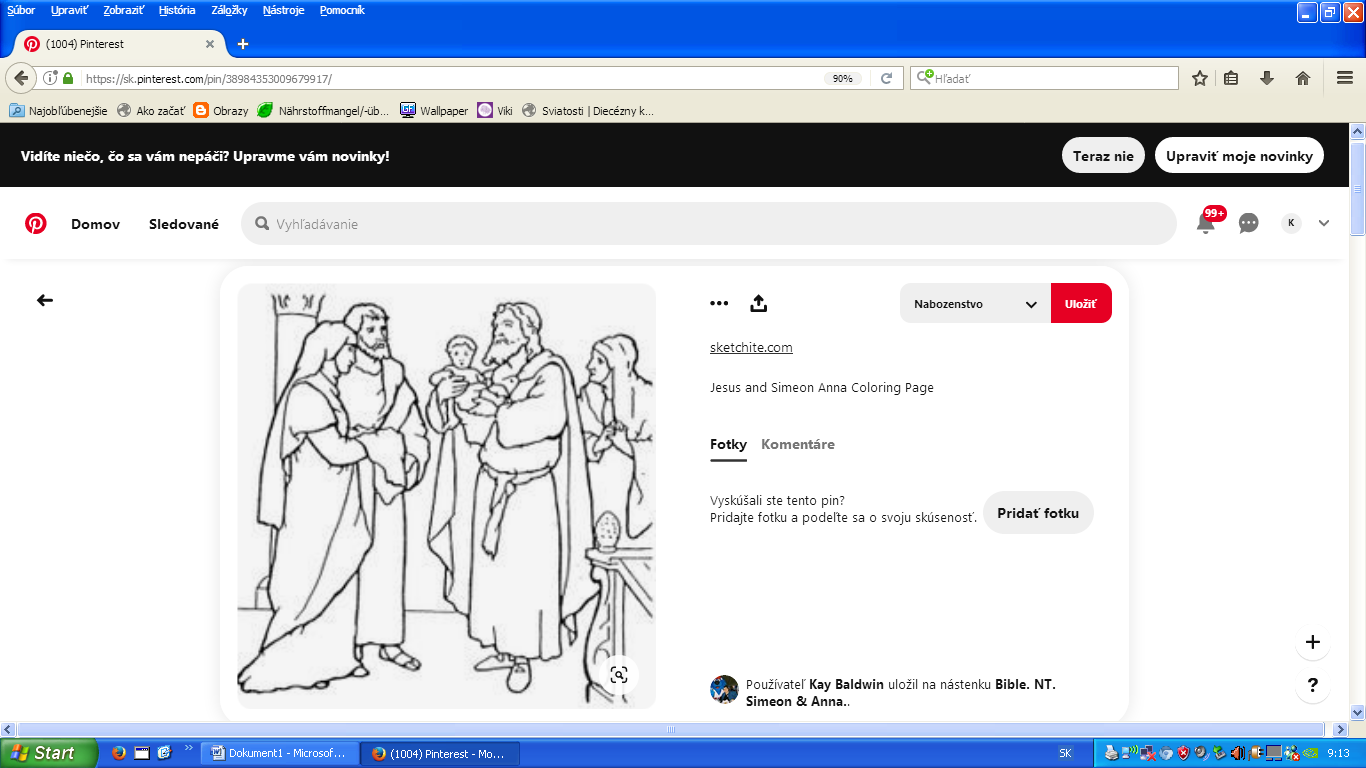 Súbor Upraviť Zobraziť História Záložky Nástroje Pomocník
(1004) Pinterest
https://sk.pinterest.com/pin/38984353009679917/
90%
Hľadať
Najobľúbenejšie Ako začať Obrazy Nährstoffmangel/-üb... Wallpaper Viki Sviatosti | Diecézny k...
Vidíte niečo, čo sa vám nepáči? Upravme vám novinky!
Teraz nie
Upraviť moje novinky
Domov Sledované Vyhľadávanie 99+ K
Nabozenstvo Uložiť
sketchite.com
Jesus and Simeon Anna Coloring Page
Fotky Komentáre
Vyskúšali ste tento pin?
Pridajte fotku a podeľte sa o svoju skúsenosť.
Pridať fotku
Používateľ Kay Baldwin uložil na nástenku Bible. NT.
Simeon & Anna..
?
Start Dokument1 - Microsof... (1004) Pinterest - Mo... SK 9:13